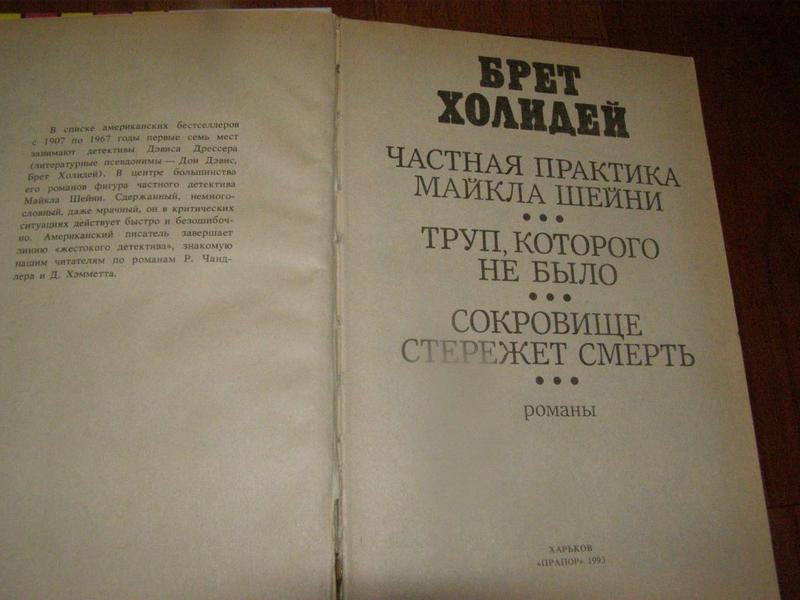 В списке американских бестселлеров
с 1907 по 1967 годы первые семь мест
занимают детективы Дэвиса Дрессера
(литературные псевдонимы — Дон Дэвис,
Брет Холидей). В центре большинства
его романов фигура частного детектива
Майкла Шейни. Сдержанный, немного-
словный, даже мрачный, он в критических
ситуациях действует быстро и безошибоч-
но. Американский писатель завершает
линию «жестокого детектива», знакомую
нашим читателям по романам Р. Чанд-
лера и Д. Хэмметта.
БРЕТ
ХОЛИДЕЙ
ЧАСТНАЯ ПРАКТИКА
МАЙКЛА ШЕЙНИ
•••
ТРУП, КОТОРОГО
НЕ БЫЛО
•••
СОКРОВИЩЕ
СТЕРЕЖЕТ СМЕРТЬ
•••
романы
ХАРЬКОВ
«ПРАПОР» 1993